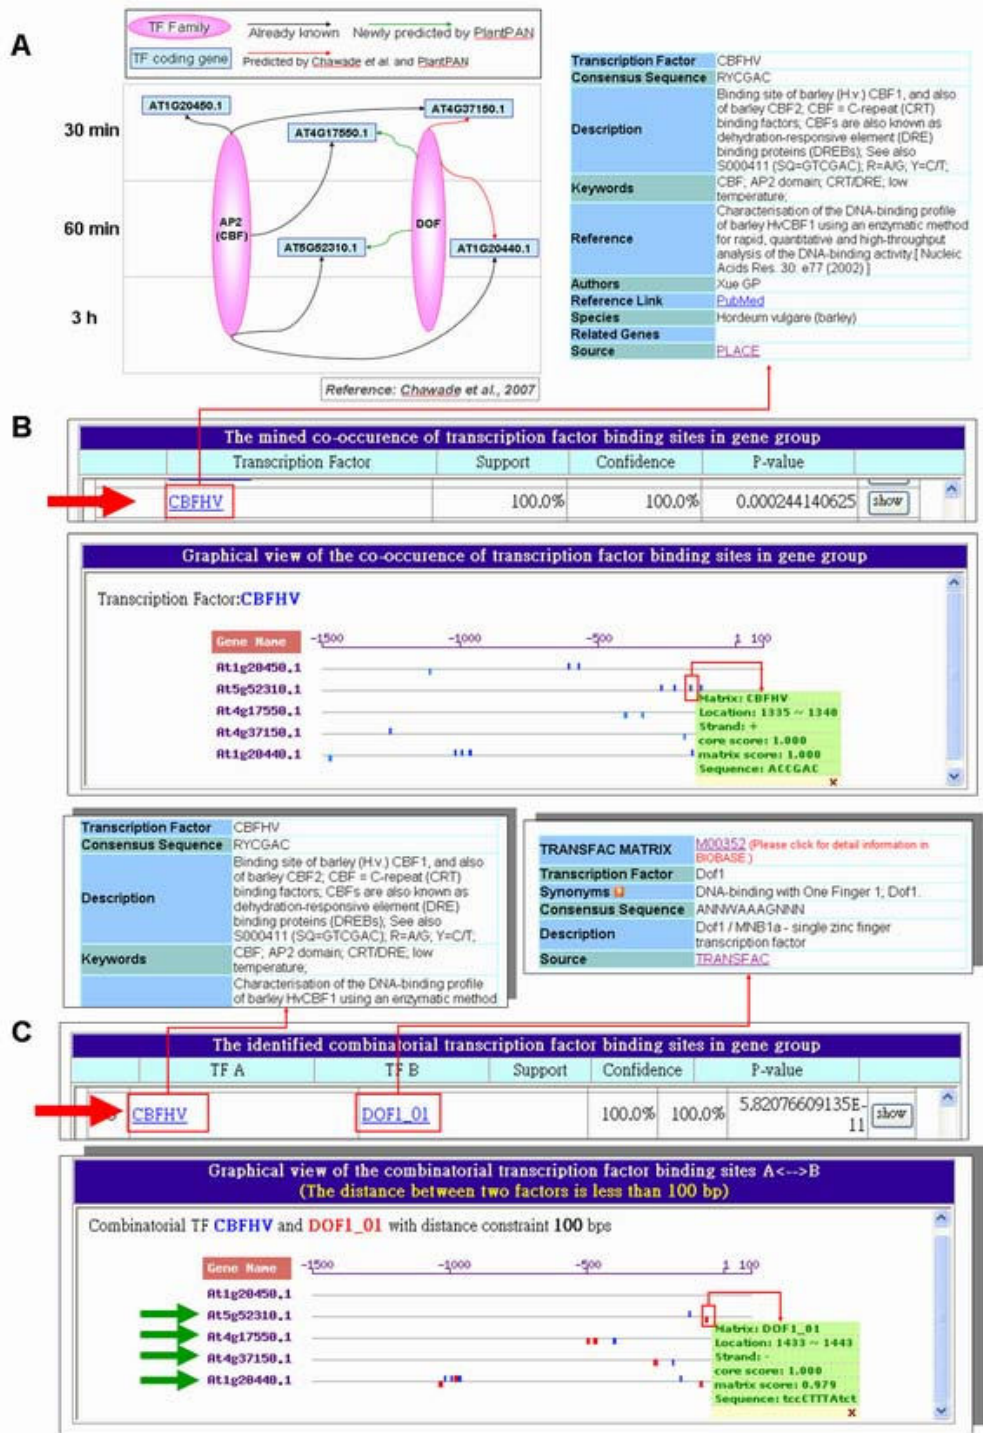 A
TF Family
Already known
Newly predicted by PlantPAN
TF coding gene
Predicted by Chawade et al. and PlantPAN
30 min
60 min
3 h
AT1G20450.1
AT4G37150.1
AT4G17550.1
AP2
(CBF)
DOF
AT5G52310.1
AT1G20440.1
Reference: Chawade et al., 2007
Transcription Factor CBFHV
Consensus Sequence RYCGAC
Description
Binding site of barley (H.v.) CBF1, and also
of barley CBF2; CBF = C-repeat (CRT)
binding factors; CBFs are also known as
dehydration-responsive element (DRE)
binding proteins (DREBs); See also
S000411 (SQ=GTCGAC); R=A/G; Y=C/T;
Keywords
CBF; AP2 domain; CRT/DRE; low
temperature;
Reference
Characterisation of the DNA-binding profile
of barley HvCBF1 using an enzymatic method
for rapid, quantitative and high-throughput
analysis of the DNA-binding activity.[ Nucleic
Acids Res. 30: e77 (2002) ]
Authors Xue GP
Reference Link PubMed
Species Hordeum vulgare (barley)
Related Genes
Source PLACE
B
The mined co-occurence of transcription factor binding sites in gene group
Transcription Factor Support Confidence P-value
CBFHV 100.0% 100.0% 0.000244140625 show
Graphical view of the co-occurence of transcription factor binding sites in gene group
Transcription Factor:CBFHV
Gene Name -1500 -1000 -500 1 100
At1g20450.1
At5g52310.1
At4g17550.1
At4g37150.1
At1g20440.1
Matrix: CBFHV
Location: 1335 ~ 1340
Strand: +
core score: 1.000
matrix score: 1.000
Sequence: ACCGAC
x
Transcription Factor CBFHV
Consensus Sequence RYCGAC
Description
Binding site of barley (H.v.) CBF1, and also
of barley CBF2; CBF = C-repeat (CRT)
binding factors; CBFs are also known as
dehydration-responsive element (DRE)
binding proteins (DREBs); See also
S000411 (SQ=GTCGAC); R=A/G; Y=C/T;
Keywords
CBF; AP2 domain; CRT/DRE; low
temperature;
Characterisation of the DNA-binding profile
of barley HvCBF1 using an enzymatic method
TRANSFAC MATRIX M00352 (Please click for detail information in
BIOBASE.)
Transcription Factor Dof1
Synonyms DNA-binding with One Finger 1; Dof1.
Consensus Sequence ANNWAAAGNNN
Description
Dof1 / MNB1a - single zinc finger
transcription factor
Source TRANSFAC
C
The identified combinatorial transcription factor binding sites in gene group
TF A TF B Support Confidence P-value
CBFHV DOF1_01 100.0% 100.0% 5.82076609135E-
11 show
Graphical view of the combinatorial transcription factor binding sites A<-->B
(The distance between two factors is less than 100 bp)
Combinatorial TF CBFHV and DOF1_01 with distance constraint 100 bps
Gene Name -1500 -1000 -500 1 100
At1g20450.1
At5g52310.1
At4g17550.1
At4g37150.1
At1g20440.1
Matrix: DOF1_01
Location: 1433 ~ 1443
Strand: -
core score: 1.000
matrix score: 0.979
Sequence: tccCTTTAtct
x